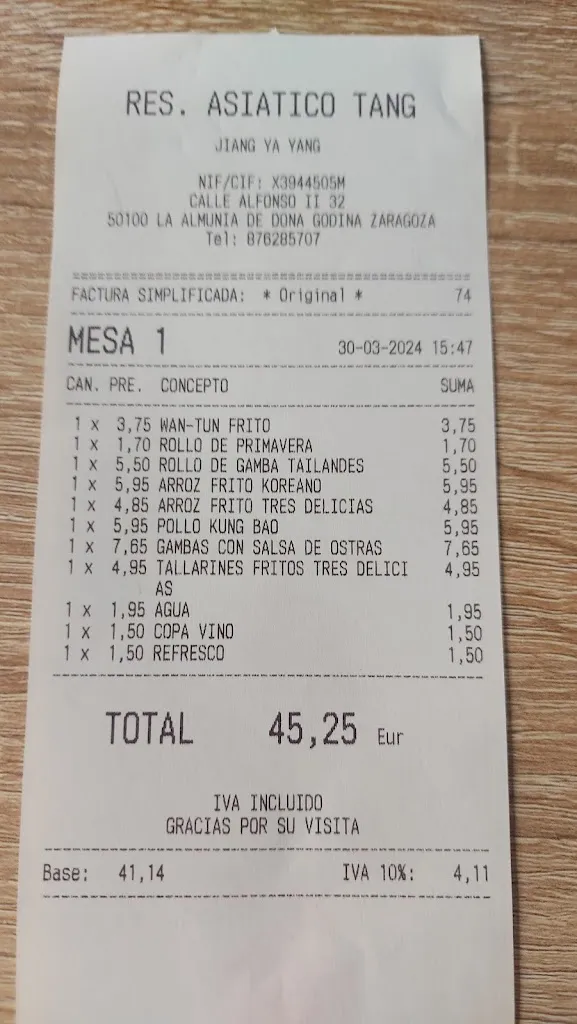 RES. ASIATICO TANG
JIANG YA YANG
NIF/CIF: X3944505M
CALLE ALFONSO II 32
50100 LA ALMUNIA DE DONA GODINA ZARAGOZA
Tel: 876285707
FACTURA SIMPLIFICADA: * Original * 74
MESA 1 30-03-2024 15:47
CAN. PRE. CONCEPTO SUMA
1 x 3,75 WAN-TUN FRITO 3,75
1 x 1,70 ROLLO DE PRIMAVERA 1,70
1 x 5,50 ROLLO DE GAMBA TAILANDES 5,50
1 x 5,95 ARROZ FRITO KOREANO 5,95
1 x 4,85 ARROZ FRITO TRES DELICIAS 4,85
1 x 5,95 POLLO KUNG BAO 5,95
1 x 7,65 GAMBAS CON SALSA DE OSTRAS 7,65
1 x 4,95 TALLARINES FRITOS TRES DELICI 4,95
AS
1 x 1,95 AGUA 1,95
1 x 1,50 COPA VINO 1,50
1 x 1,50 REFRESCO 1,50
TOTAL 45,25 Eur
IVA INCLUIDO
GRACIAS POR SU VISITA
Base: 41,14 IVA 10%: 4,11